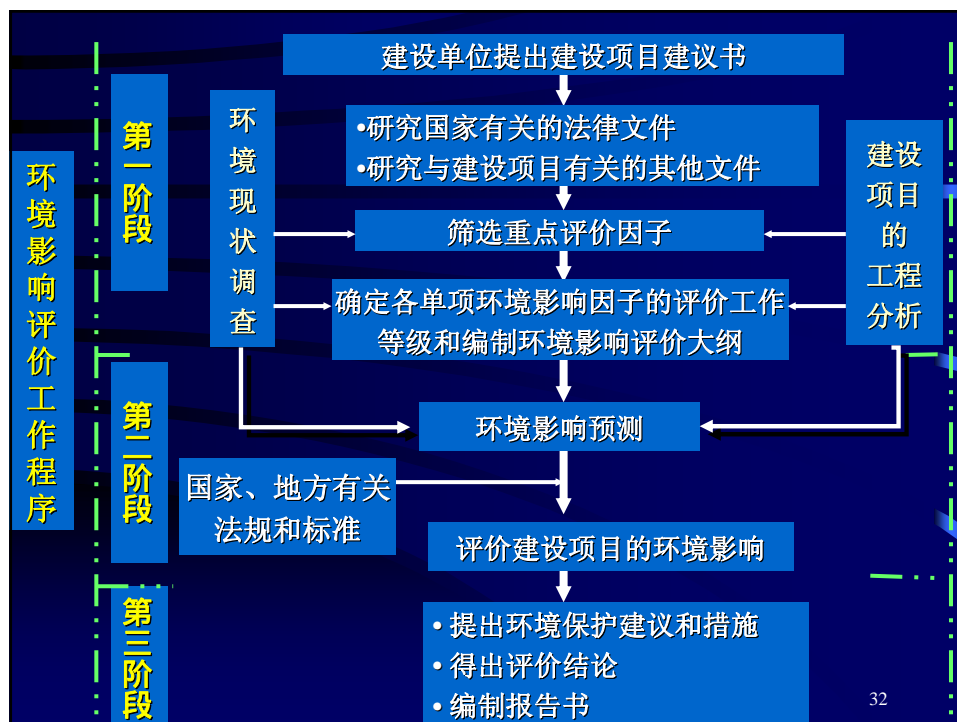 环境影响评价工作程序
第一阶段
第二阶段
第三阶段
环境现状调查
建设单位提出建设项目建议书
•研究国家有关的法律文件
•研究与建设项目有关的其他文件
筛选重点评价因子
确定各单项环境影响因子的评价工作
等级和编制环境影响评价大纲
建设
项目
的
工程
分析
环境影响预测
国家、地方有关
法规和标准
评价建设项目的环境影响
• 提出环境保护建议和措施
• 得出评价结论
• 编制报告书
32